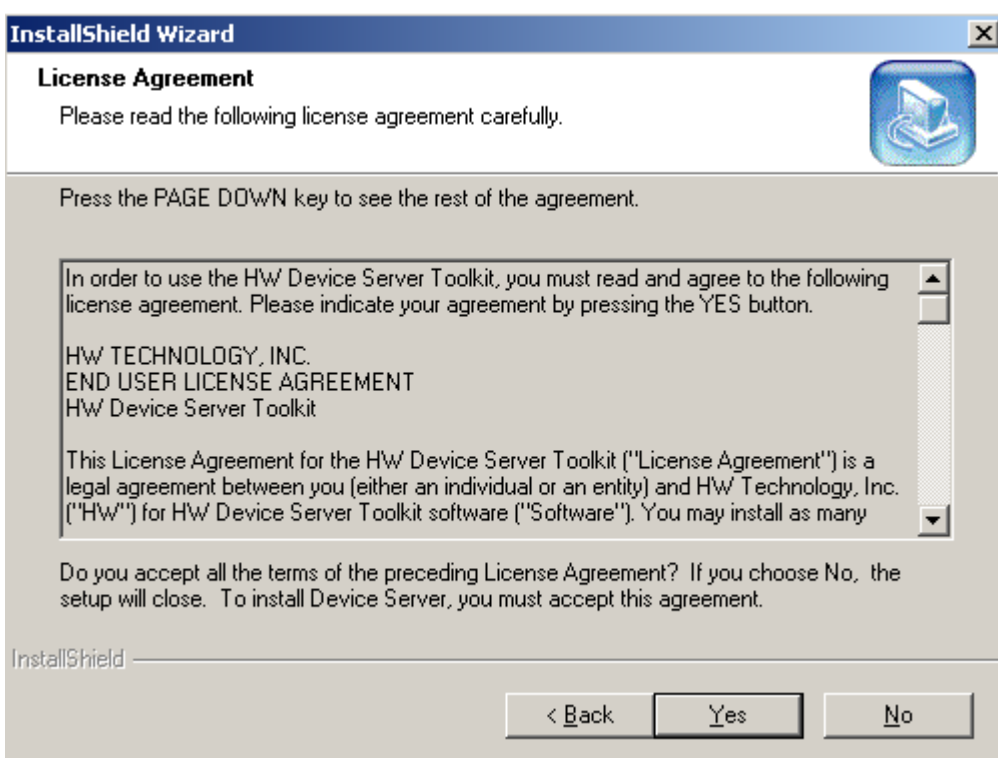 InstallShield Wizard
License Agreement
Please read the following license agreement carefully.
Press the PAGE DOWN key to see the rest of the agreement.
In order to use the HW Device Server Toolkit, you must read and agree to the following
license agreement. Please indicate your agreement by pressing the YES button.
HW TECHNOLOGY, INC.
END USER LICENSE AGREEMENT
HW Device Server Toolkit
This License Agreement for the HW Device Server Toolkit ("License Agreement") is a
legal agreement between you (either an individual or an entity) and HW Technology, Inc.
("HW") for HW Device Server Toolkit software ("Software"). You may install as many
Do you accept all the terms of the preceding License Agreement?  If you choose No,  the
setup will close.  To install Device Server, you must accept this agreement.
InstallShield
< Back
Yes
No